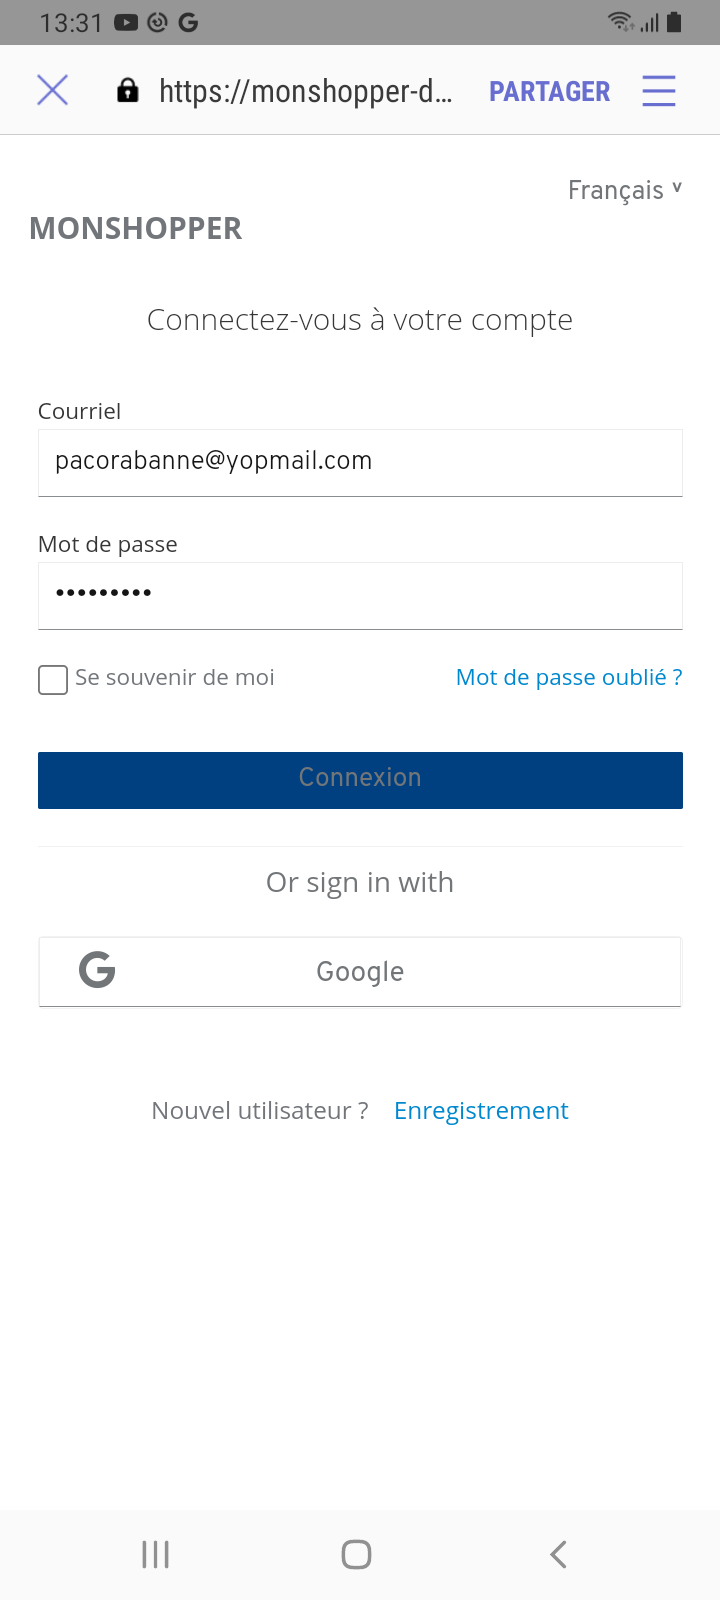 13:31
https://monshopper-d... PARTAGER
Français
MONSHOPPER
Connectez-vous à votre compte
Courriel
pacorabanne@yopmail.com
Mot de passe
•••••••••
Se souvenir de moi Mot de passe oublié ?
Connexion
Or sign in with
G Google
Nouvel utilisateur ? Enregistrement